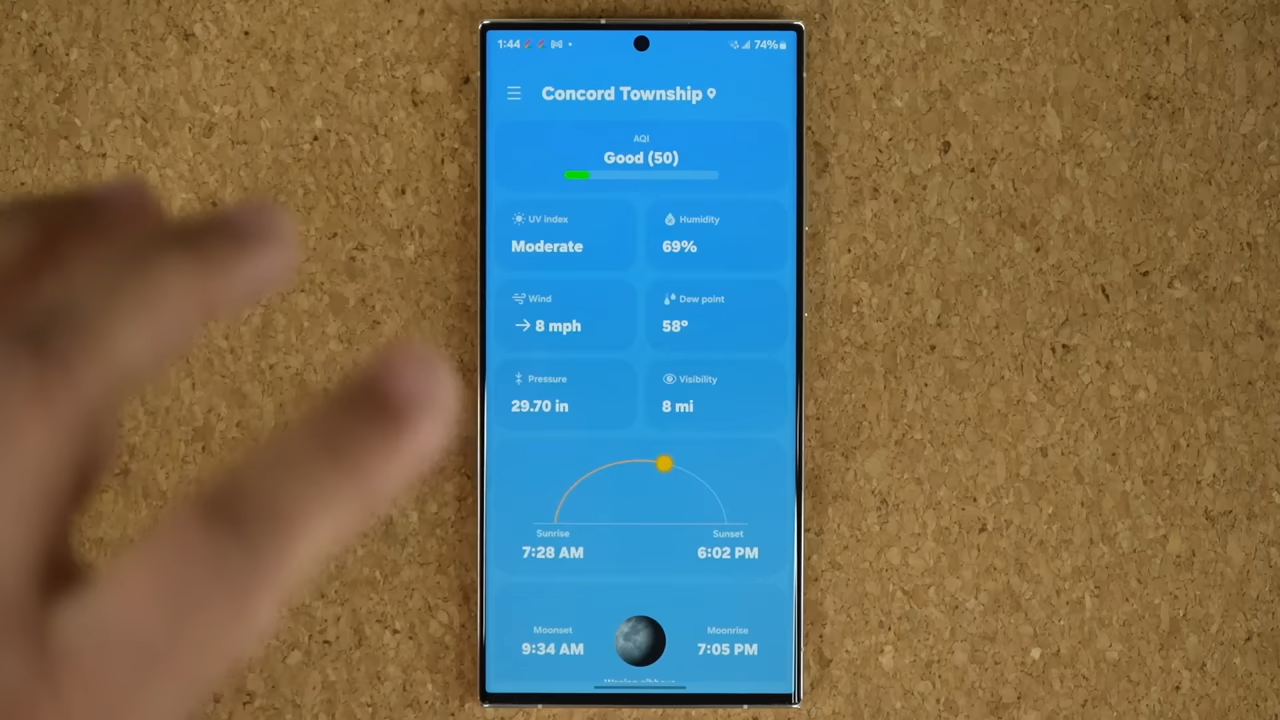 1:44 74%
Concord Township
AQI
Good (50)
UV index Humidity
Moderate 69%
Wind Dew point
8 mph 58°
Pressure Visibility
29.70 in 8 mi
Sunrise Sunset
7:28 AM 6:02 PM
Moonset Moonrise
9:34 AM 7:05 PM